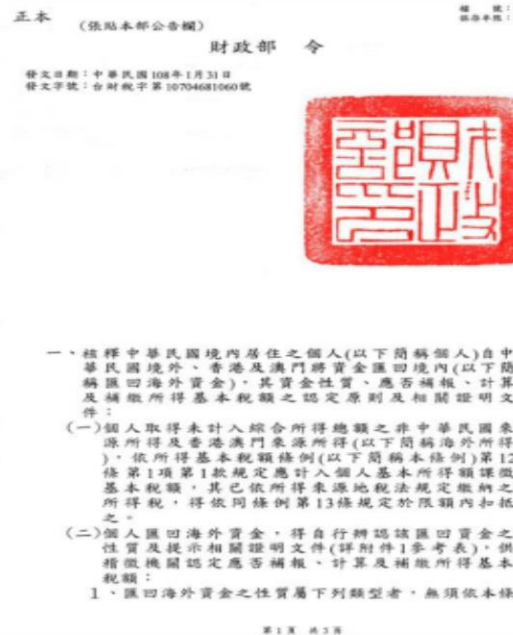 正本
(張貼本部公告欄)
檔　號：
保存年限：
財政部　令
發文日期：中華民國108年1月31日
發文字號：台財稅字第10704681060號
財政部印
一、核釋中華民國境內居住之個人(以下簡稱個人)自中
華民國境外、香港及澳門將資金匯回境內(以下簡
稱匯回海外資金)，其資金性質、應否補報、計算
及補繳所得基本稅額之認定原則及相關證明文
件：
(一)個人取得未計入綜合所得總額之非中華民國來
源所得及香港澳門來源所得(以下簡稱海外所得
)，依所得基本稅額條例(以下簡稱本條例)第12
條第1項第1款規定應計入個人基本所得額課徵
基本稅額，其已依所得來源地稅法規定繳納之
所得稅，得依同條例第13條規定於限額內扣抵
之。
(二)個人匯回海外資金，得自行辨認該匯回資金之
性質及提示相關證明文件(詳附件1參考表)，供
稽徵機關認定應否補報、計算及補繳所得基本
稅額：
1、匯回海外資金之性質屬下列類型者，無須依本條
第1頁　共3頁